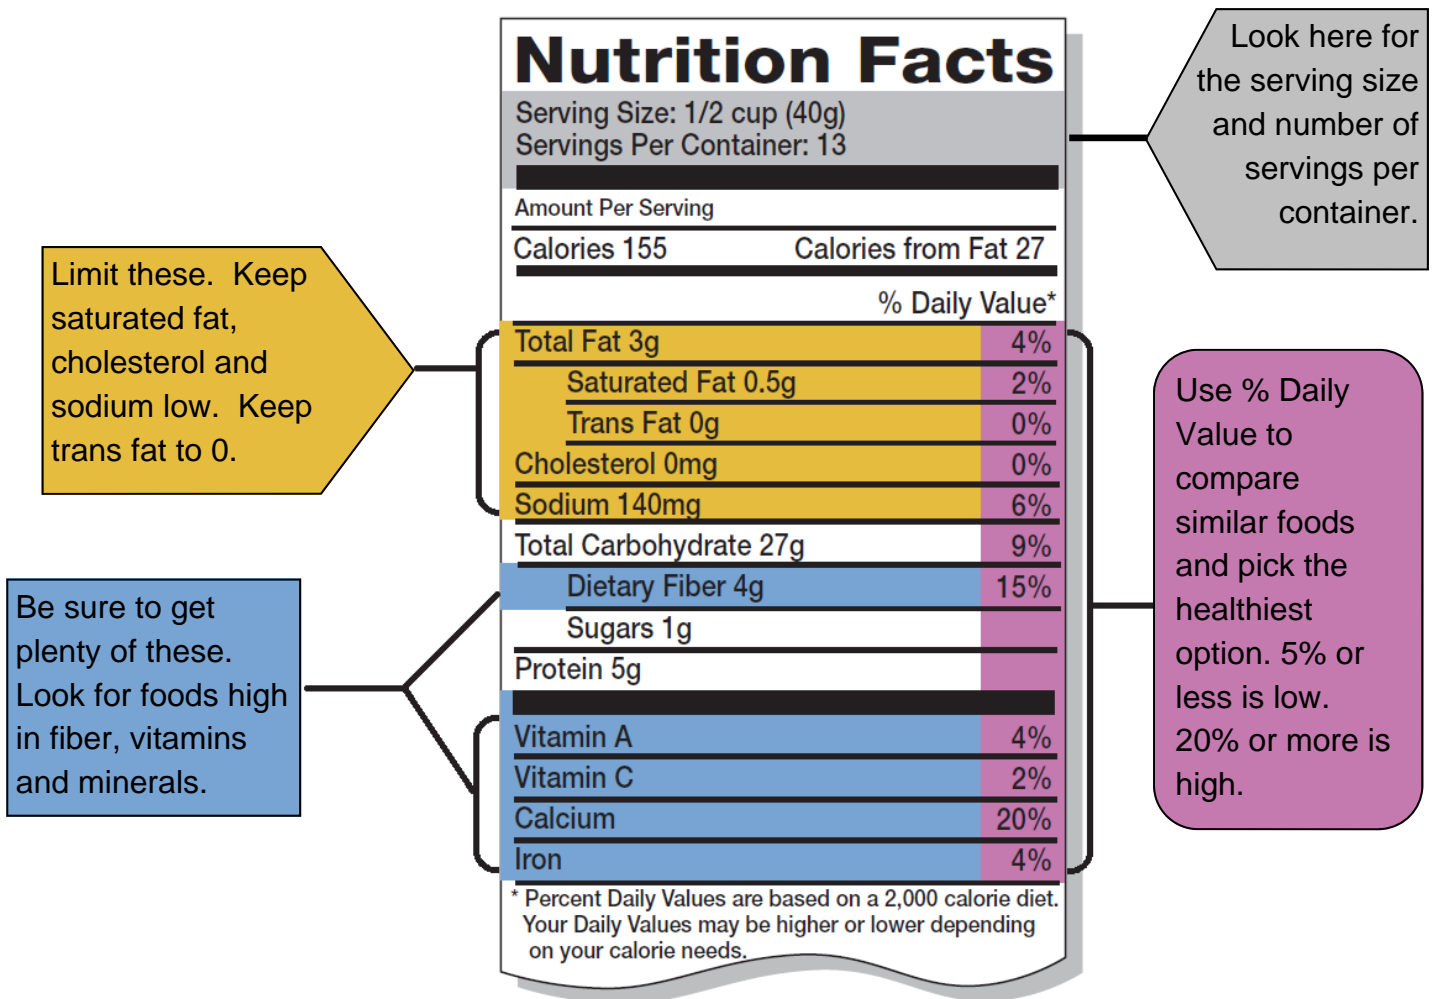 Nutrition Facts
Serving Size: 1/2 cup (40g)
Servings Per Container: 13
Amount Per Serving
Calories 155 Calories from Fat 27
% Daily Value*
Total Fat 3g 4%
Saturated Fat 0.5g 2%
Trans Fat 0g 0%
Cholesterol 0mg 0%
Sodium 140mg 6%
Total Carbohydrate 27g 9%
Dietary Fiber 4g 15%
Sugars 1g
Protein 5g
Vitamin A 4%
Vitamin C 2%
Calcium 20%
Iron 4%
* Percent Daily Values are based on a 2,000 calorie diet.
Your Daily Values may be higher or lower depending
on your calorie needs.
Look here for
the serving size
and number of
servings per
container.
Limit these. Keep
saturated fat,
cholesterol and
sodium low. Keep
trans fat to 0.
Be sure to get
plenty of these.
Look for foods high
in fiber, vitamins
and minerals.
Use % Daily
Value to
compare
similar foods
and pick the
healthiest
option. 5% or
less is low.
20% or more is
high.